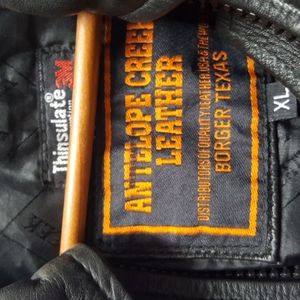 Thinsulate
3M
ANTELOPE CREEK
LEATHER
DISTRIBUTORS OF QUALITY LEATHER
BORGER TEXAS
XL